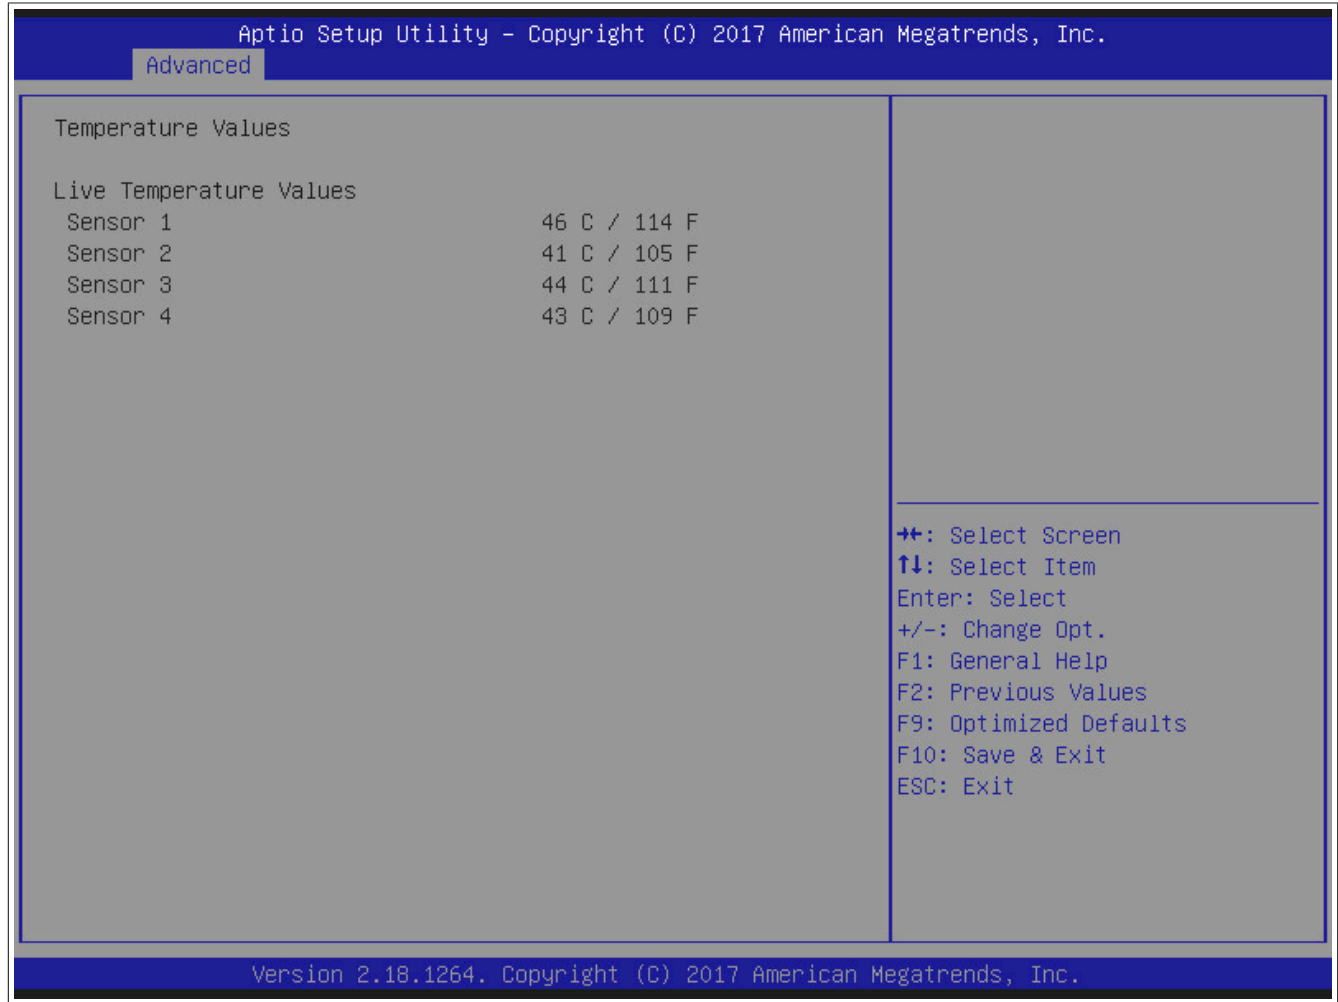 Aptio Setup Utility – Copyright (C) 2017 American Megatrends, Inc.
Advanced
Temperature Values
Live Temperature Values
Sensor 1 46 C / 114 F
Sensor 2 41 C / 105 F
Sensor 3 44 C / 111 F
Sensor 4 43 C / 109 F
→←: Select Screen
↑↓: Select Item
Enter: Select
+/-: Change Opt.
F1: General Help
F2: Previous Values
F9: Optimized Defaults
F10: Save & Exit
ESC: Exit
Version 2.18.1264. Copyright (C) 2017 American Megatrends, Inc.